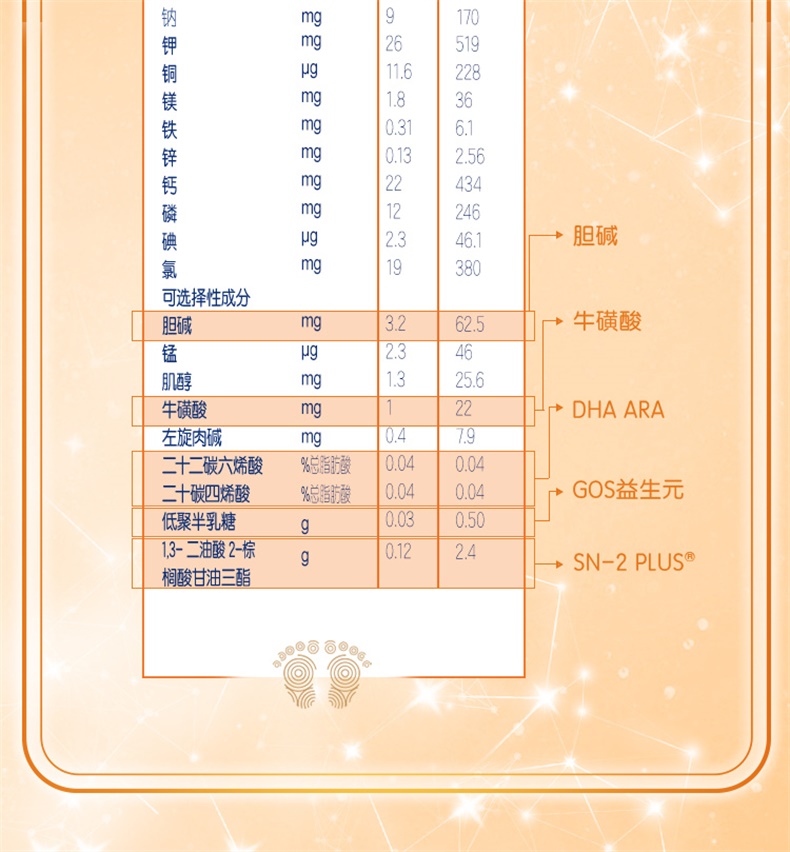 钠 mg 9 170
钾 mg 26 519
铜 μg 11.6 228
镁 mg 1.8 36
铁 mg 0.31 6.1
锌 mg 0.13 2.56
钙 mg 22 434
磷 mg 12 246
碘 μg 2.3 46.1
氯 mg 19 380
可选择性成分
胆碱 mg 3.2 62.5
锰 μg 2.3 46
肌醇 mg 1.3 25.6
牛磺酸 mg 1 22
左旋肉碱 mg 0.4 7.9
二十二碳六烯酸 %总脂肪酸 0.04 0.04
二十碳四烯酸 %总脂肪酸 0.04 0.04
低聚半乳糖 g 0.03 0.50
1,3- 二油酸 2-棕 g 0.12 2.4
榈酸甘油三酯
胆碱
牛磺酸
DHA ARA
GOS益生元
SN-2 PLUS®